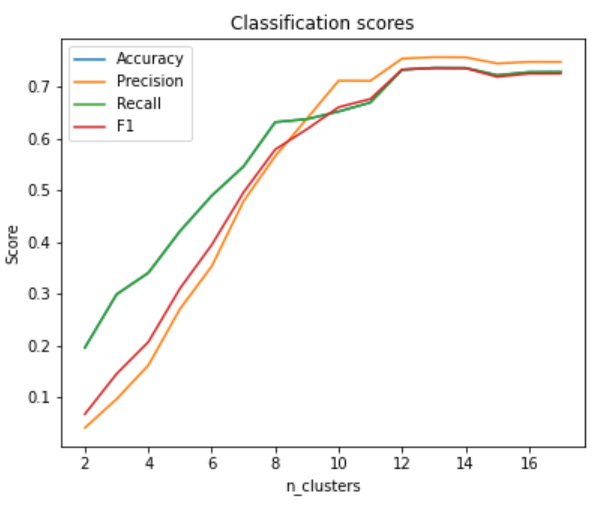 Classification scores
Accuracy
Precision
Recall
F1
0.7
0.6
0.5
0.4
0.3
0.2
0.1
Score
2 4 6 8 10 12 14 16
n_clusters